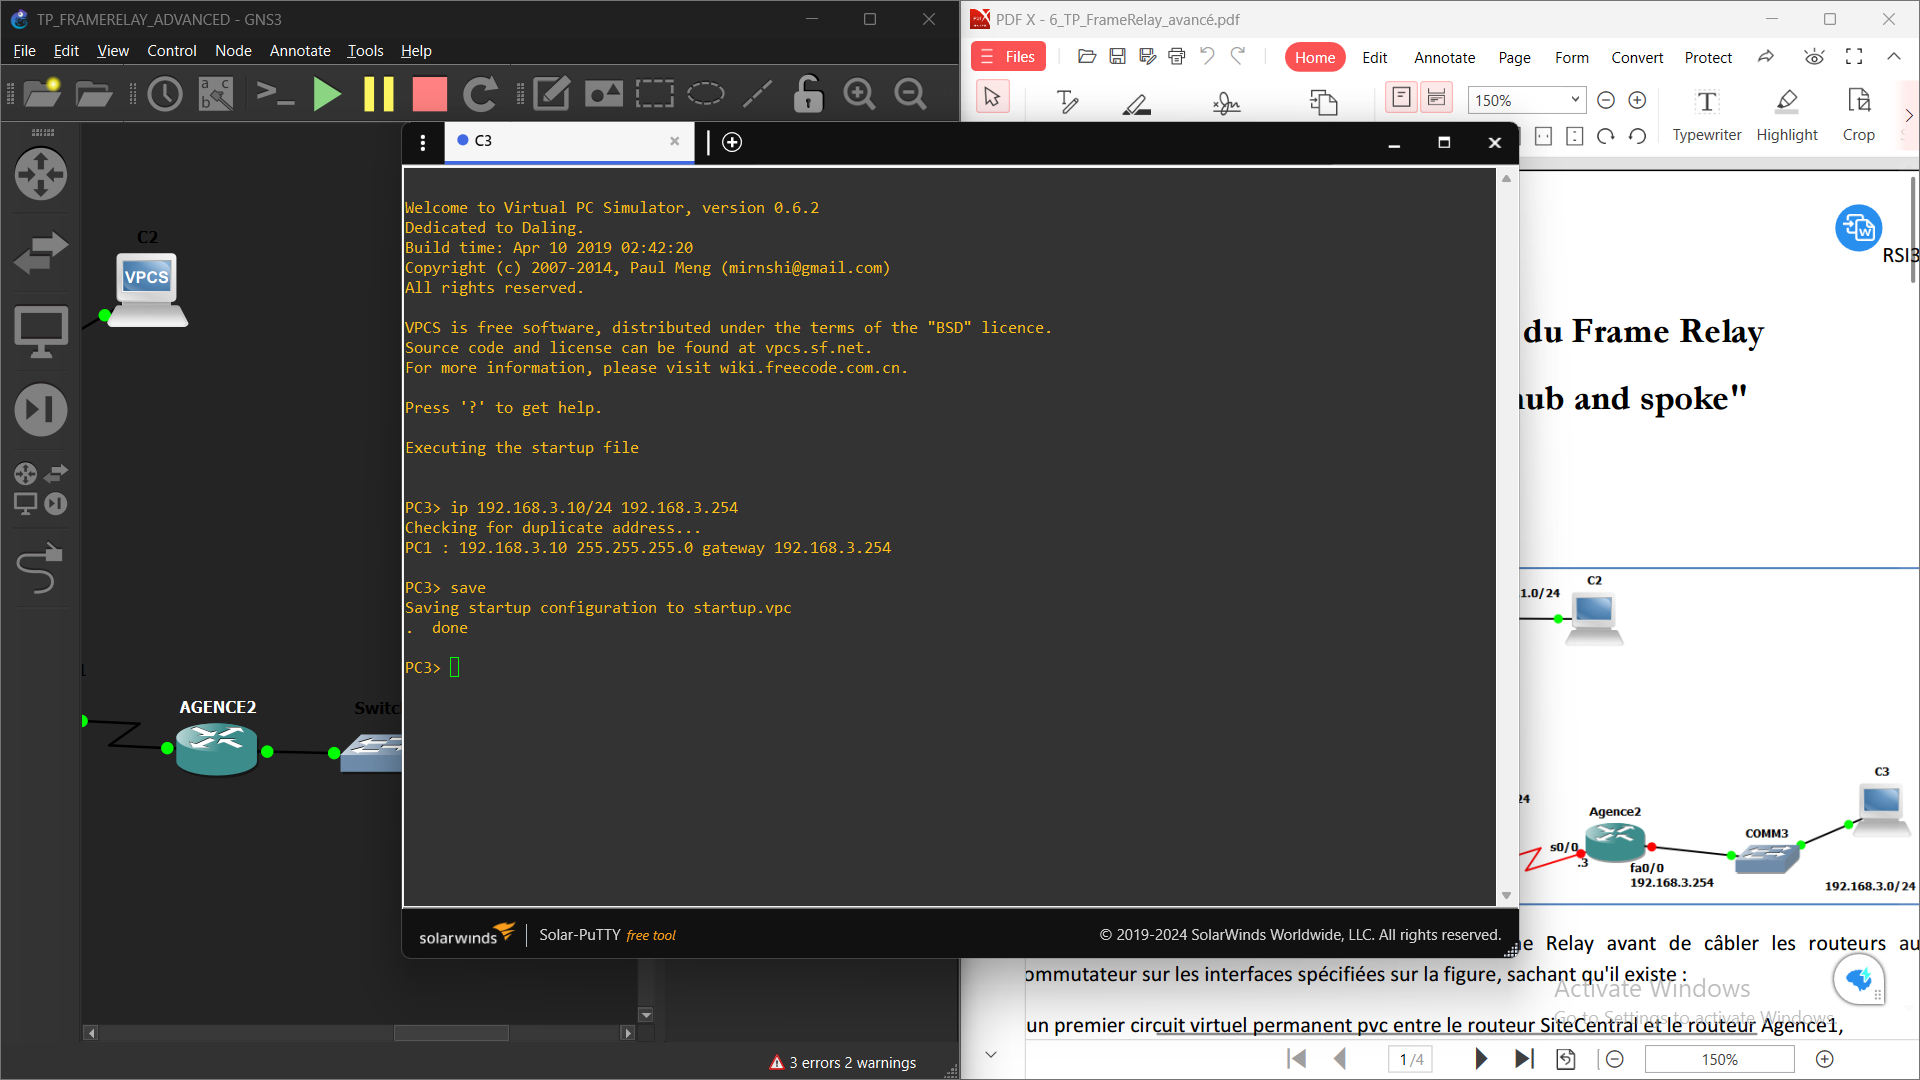 TP_FRAMERELAY_ADVANCED - GNS3
File Edit View Control Node Annotate Tools Help
C2
VPCS
AGENCE2
Switc
3 errors 2 warnings
C3
Welcome to Virtual PC Simulator, version 0.6.2
Dedicated to Daling.
Build time: Apr 10 2019 02:42:20
Copyright (c) 2007-2014, Paul Meng (mirnshi@gmail.com)
All rights reserved.
VPCS is free software, distributed under the terms of the "BSD" licence.
Source code and license can be found at vpcs.sf.net.
For more information, please visit wiki.freecode.com.cn.
Press '?' to get help.
Executing the startup file
PC3> ip 192.168.3.10/24 192.168.3.254
Checking for duplicate address...
PC1 : 192.168.3.10 255.255.255.0 gateway 192.168.3.254
PC3> save
Saving startup configuration to startup.vpc
.  done
PC3>
solarwinds
Solar-PuTTY free tool
© 2019-2024 SolarWinds Worldwide, LLC. All rights reserved.
PDF X - 6_TP_FrameRelay_avancé.pdf
Files
Home Edit Annotate Page Form Convert Protect
150%
Typewriter Highlight Crop
RSI3
du Frame Relay
hub and spoke"
C2
1.0/24
C3
24
Agence2
COMM3
s0/0
.3
fa0/0
192.168.3.254
192.168.3.0/24
me Relay avant de câbler les routeurs au
ommutateur sur les interfaces spécifiées sur la figure, sachant qu'il existe :
Activate Windows
Go to Settings to activate Windows.
un premier circuit virtuel permanent pvc entre le routeur SiteCentral et le routeur Agence1,
1/4
150%